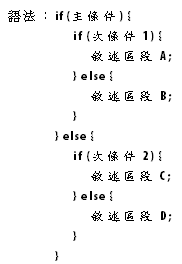 語法：if(主條件){
if(次條件 1){
敘述區段 A;
}else{
敘述區段 B;
}
}else{
if(次條件 2){
敘述區段 C;
}else{
敘述區段 D;
}
}